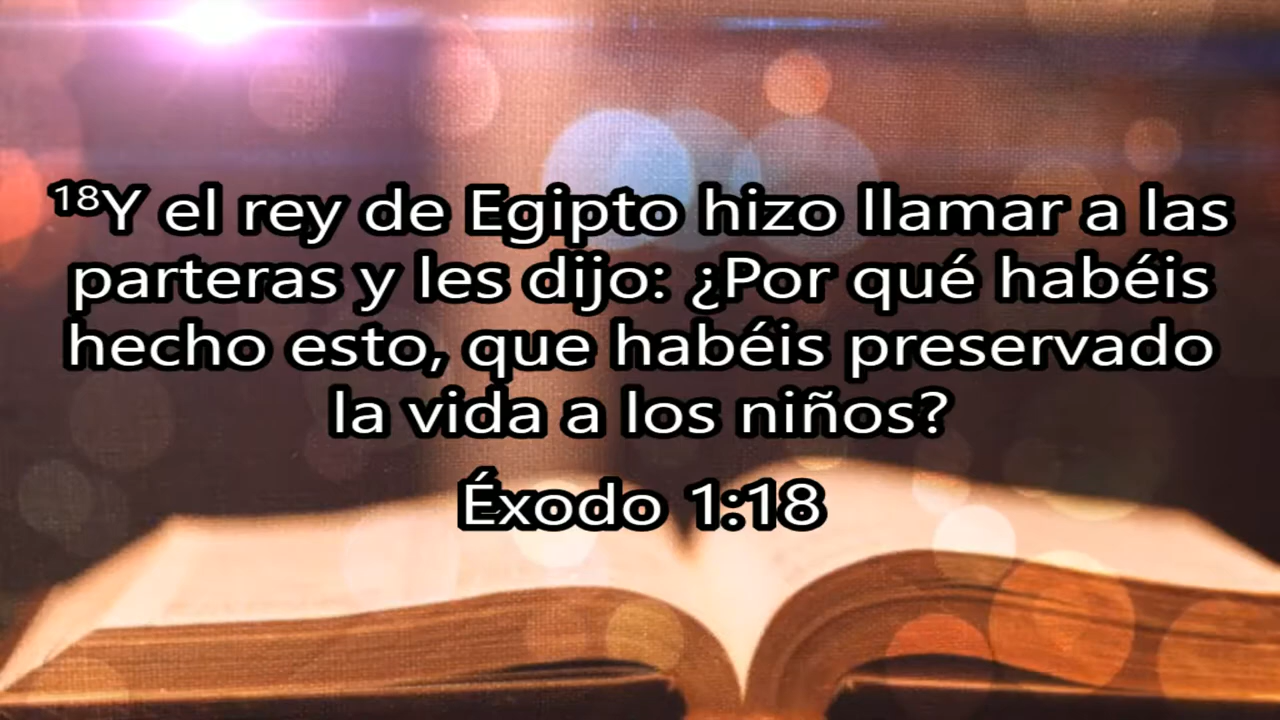 ¹⁸Y el rey de Egipto hizo llamar a las
parteras y les dijo: ¿Por qué habéis
hecho esto, que habéis preservado
la vida a los niños?
Éxodo 1:18